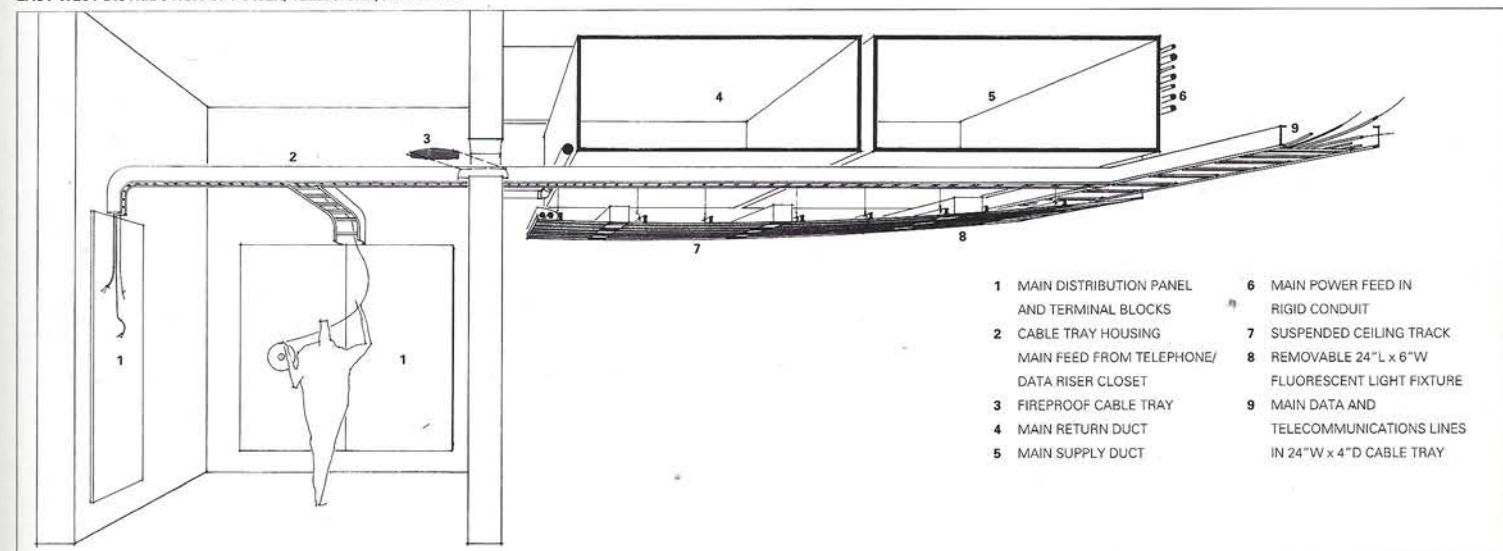 4
5
6
3
9
2
7
8
1
1
1 MAIN DISTRIBUTION PANEL
AND TERMINAL BLOCKS
2 CABLE TRAY HOUSING
MAIN FEED FROM TELEPHONE/
DATA RISER CLOSET
3 FIREPROOF CABLE TRAY
4 MAIN RETURN DUCT
5 MAIN SUPPLY DUCT
6 MAIN POWER FEED IN
RIGID CONDUIT
7 SUSPENDED CEILING TRACK
8 REMOVABLE 24"L x 6"W
FLUORESCENT LIGHT FIXTURE
9 MAIN DATA AND
TELECOMMUNICATIONS LINES
IN 24"W x 4"D CABLE TRAY